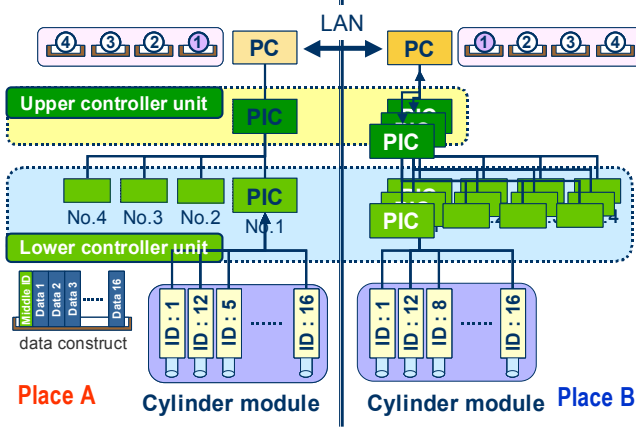 LAN
4 3 2 1
PC
PC
1 2 3 4
Upper controller unit
PIC
PIC
PIC
PIC
No.4 No.3 No.2 No.1
PIC
PIC
Lower controller unit
Middle ID
Data 1
Data 2
Data 3
Data 16
data construct
ID : 1
ID : 12
ID : 5
ID : 16
ID : 1
ID : 12
ID : 8
ID : 16
Place A
Cylinder module
Cylinder module
Place B